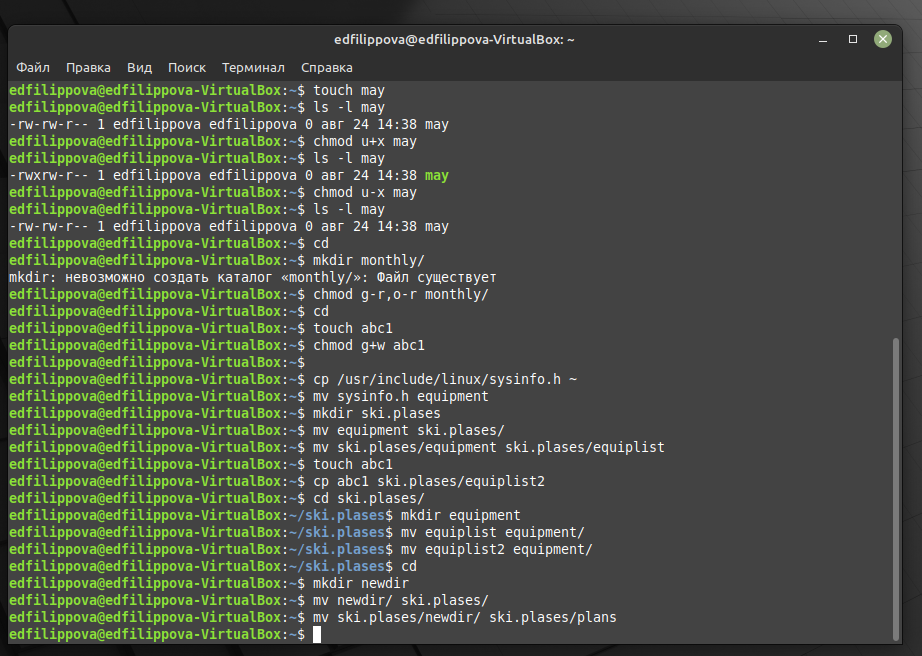 edfilippova@edfilippova-VirtualBox: ~
Файл Правка Вид Поиск Терминал Справка
edfilippova@edfilippova-VirtualBox:~$ touch may
edfilippova@edfilippova-VirtualBox:~$ ls -l may
-rw-rw-r-- 1 edfilippova edfilippova 0 авг 24 14:38 may
edfilippova@edfilippova-VirtualBox:~$ chmod u+x may
edfilippova@edfilippova-VirtualBox:~$ ls -l may
-rwxrw-r-- 1 edfilippova edfilippova 0 авг 24 14:38 may
edfilippova@edfilippova-VirtualBox:~$ chmod u-x may
edfilippova@edfilippova-VirtualBox:~$ ls -l may
-rw-rw-r-- 1 edfilippova edfilippova 0 авг 24 14:38 may
edfilippova@edfilippova-VirtualBox:~$ cd
edfilippova@edfilippova-VirtualBox:~$ mkdir monthly/
mkdir: невозможно создать каталог «monthly/»: Файл существует
edfilippova@edfilippova-VirtualBox:~$ chmod g-r,o-r monthly/
edfilippova@edfilippova-VirtualBox:~$ cd
edfilippova@edfilippova-VirtualBox:~$ touch abc1
edfilippova@edfilippova-VirtualBox:~$ chmod g+w abc1
edfilippova@edfilippova-VirtualBox:~$
edfilippova@edfilippova-VirtualBox:~$ cp /usr/include/linux/sysinfo.h ~
edfilippova@edfilippova-VirtualBox:~$ mv sysinfo.h equipment
edfilippova@edfilippova-VirtualBox:~$ mkdir ski.plases
edfilippova@edfilippova-VirtualBox:~$ mv equipment ski.plases/
edfilippova@edfilippova-VirtualBox:~$ mv ski.plases/equipment ski.plases/equiplist
edfilippova@edfilippova-VirtualBox:~$ touch abc1
edfilippova@edfilippova-VirtualBox:~$ cp abc1 ski.plases/equiplist2
edfilippova@edfilippova-VirtualBox:~$ cd ski.plases/
edfilippova@edfilippova-VirtualBox:~/ski.plases$ mkdir equipment
edfilippova@edfilippova-VirtualBox:~/ski.plases$ mv equiplist equipment/
edfilippova@edfilippova-VirtualBox:~/ski.plases$ mv equiplist2 equipment/
edfilippova@edfilippova-VirtualBox:~/ski.plases$ cd
edfilippova@edfilippova-VirtualBox:~$ mkdir newdir
edfilippova@edfilippova-VirtualBox:~$ mv newdir/ ski.plases/
edfilippova@edfilippova-VirtualBox:~$ mv ski.plases/newdir/ ski.plases/plans
edfilippova@edfilippova-VirtualBox:~$